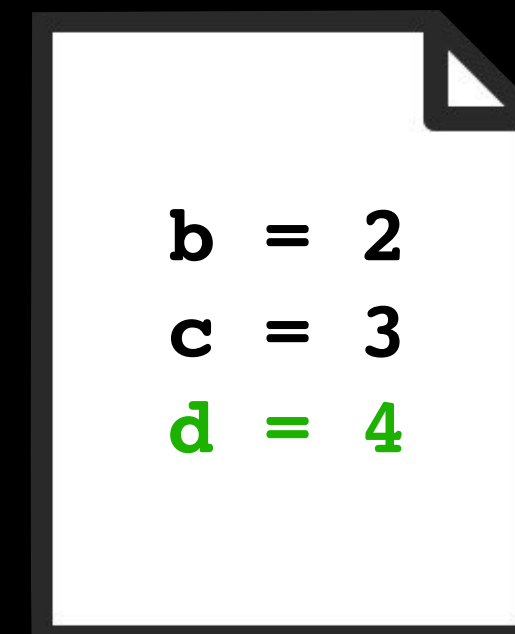 b = 2
c = 3
d = 4